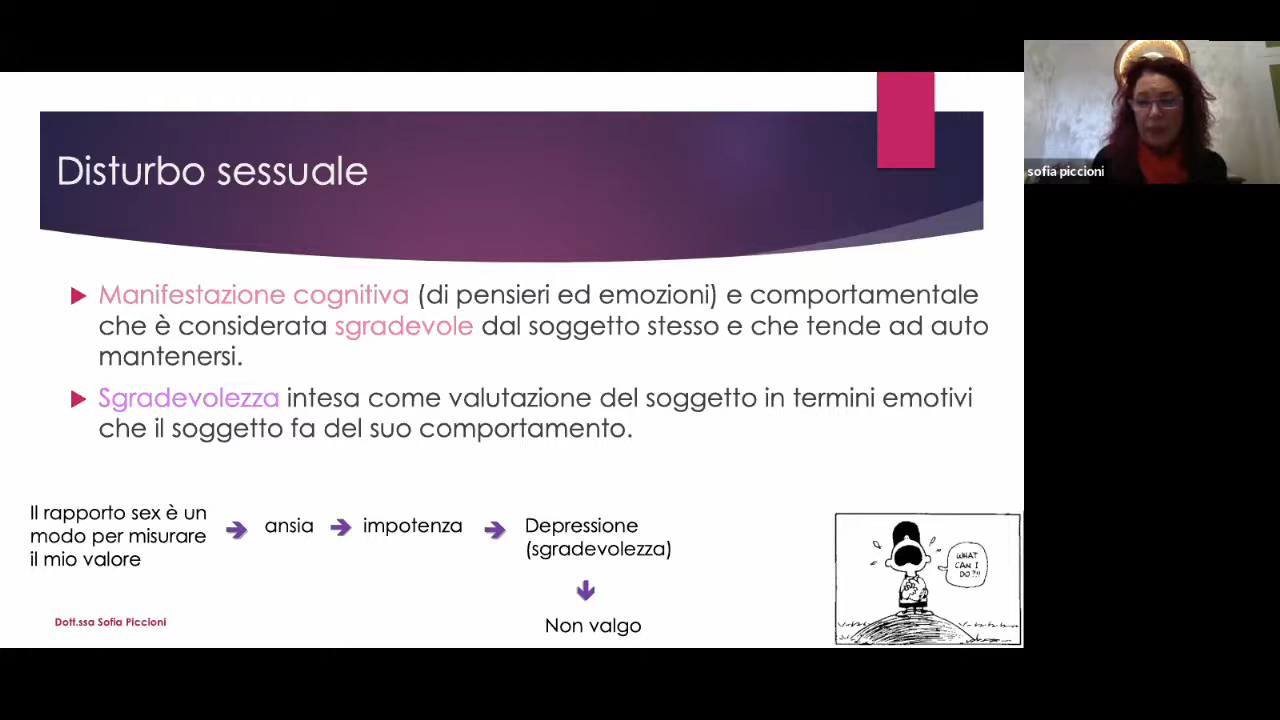 Disturbo sessuale
sofia piccioni
Manifestazione cognitiva (di pensieri ed emozioni) e comportamentale
che è considerata sgradevole dal soggetto stesso e che tende ad auto
mantenersi.
Sgradevolezza intesa come valutazione del soggetto in termini emotivi
che il soggetto fa del suo comportamento.
Il rapporto sex è un
modo per misurare
il mio valore
ansia
impotenza
Depressione
(sgradevolezza)
Non valgo
WHAT
CAN I
DO?!!
Dott.ssa Sofia Piccioni